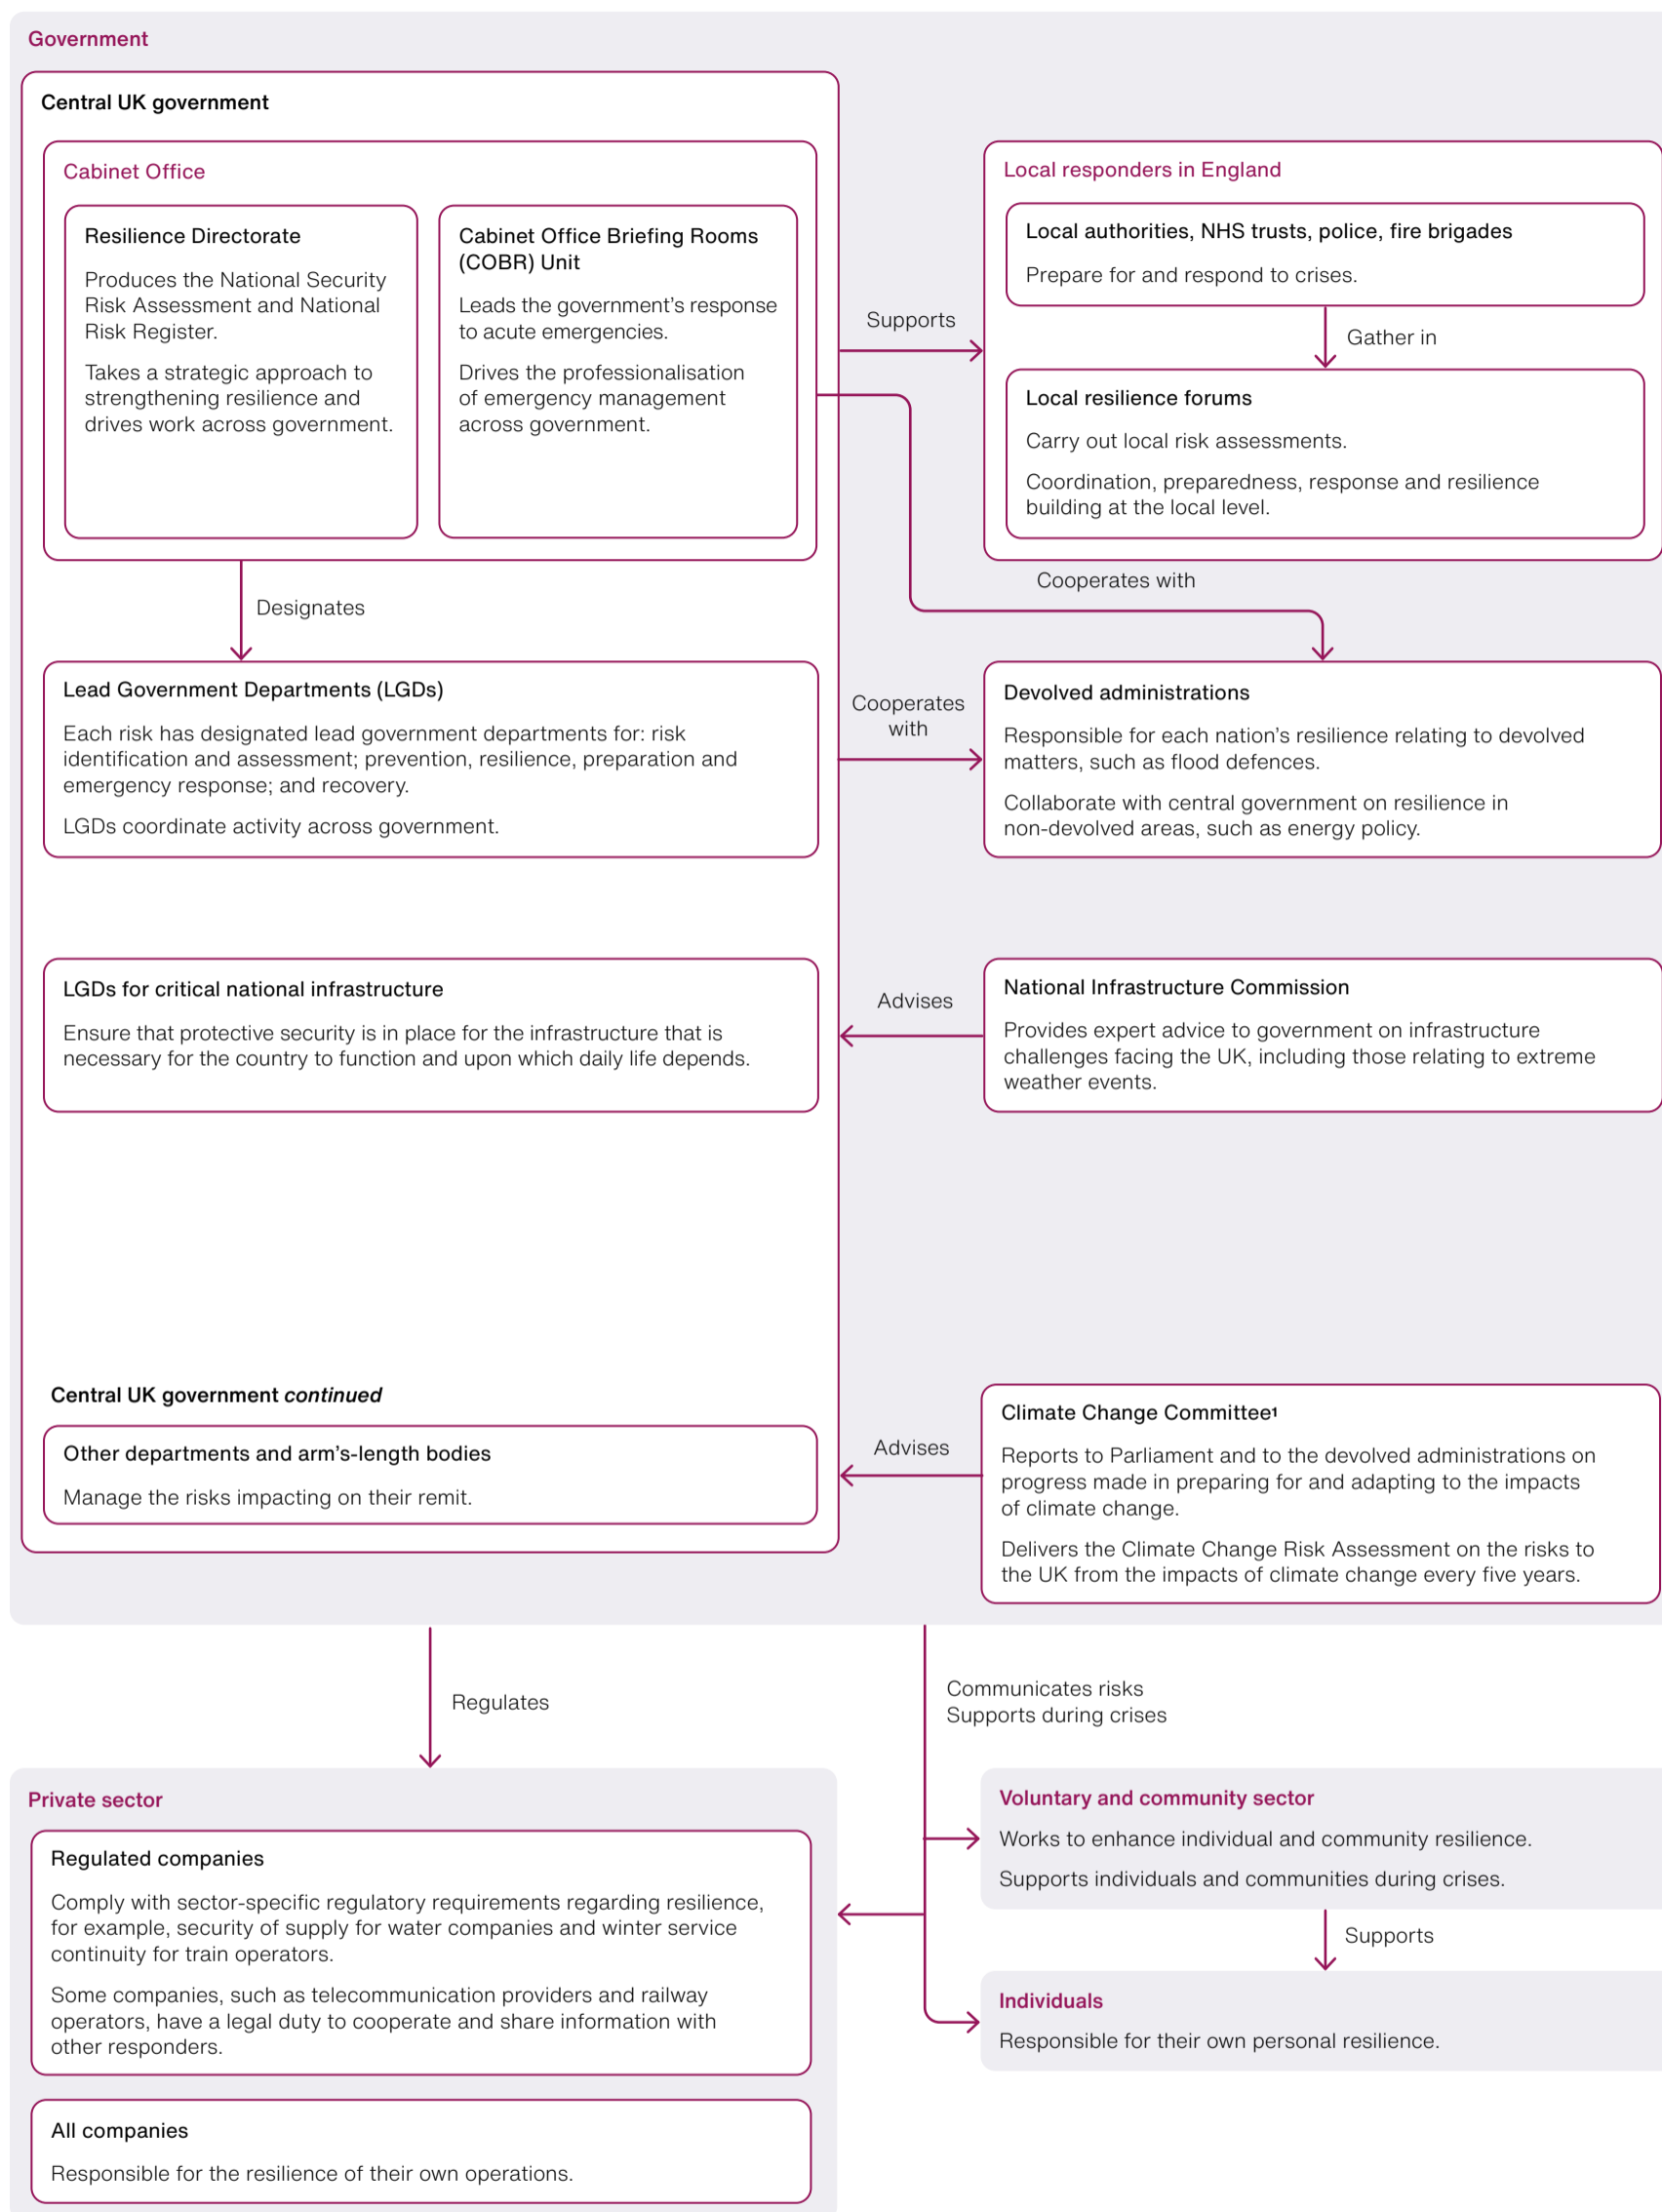 Government
Central UK government
Cabinet Office
Resilience Directorate
Produces the National Security
Risk Assessment and National
Risk Register.
Takes a strategic approach to
strengthening resilience and
drives work across government.
Cabinet Office Briefing Rooms
(COBR) Unit
Leads the government’s response
to acute emergencies.
Drives the professionalisation
of emergency management
across government.
Supports
Local responders in England
Local authorities, NHS trusts, police, fire brigades
Prepare for and respond to crises.
Gather in
Local resilience forums
Carry out local risk assessments.
Coordination, preparedness, response and resilience
building at the local level.
Cooperates with
Designates
Lead Government Departments (LGDs)
Each risk has designated lead government departments for: risk
identification and assessment; prevention, resilience, preparation and
emergency response; and recovery.
LGDs coordinate activity across government.
Cooperates
with
Devolved administrations
Responsible for each nation’s resilience relating to devolved
matters, such as flood defences.
Collaborate with central government on resilience in
non-devolved areas, such as energy policy.
LGDs for critical national infrastructure
Ensure that protective security is in place for the infrastructure that is
necessary for the country to function and upon which daily life depends.
Advises
National Infrastructure Commission
Provides expert advice to government on infrastructure
challenges facing the UK, including those relating to extreme
weather events.
Central UK government continued
Other departments and arm’s-length bodies
Manage the risks impacting on their remit.
Advises
Climate Change Committee¹
Reports to Parliament and to the devolved administrations on
progress made in preparing for and adapting to the impacts
of climate change.
Delivers the Climate Change Risk Assessment on the risks to
the UK from the impacts of climate change every five years.
Regulates
Communicates risks
Supports during crises
Private sector
Regulated companies
Comply with sector-specific regulatory requirements regarding resilience,
for example, security of supply for water companies and winter service
continuity for train operators.
Some companies, such as telecommunication providers and railway
operators, have a legal duty to cooperate and share information with
other responders.
All companies
Responsible for the resilience of their own operations.
Voluntary and community sector
Works to enhance individual and community resilience.
Supports individuals and communities during crises.
Supports
Individuals
Responsible for their own personal resilience.